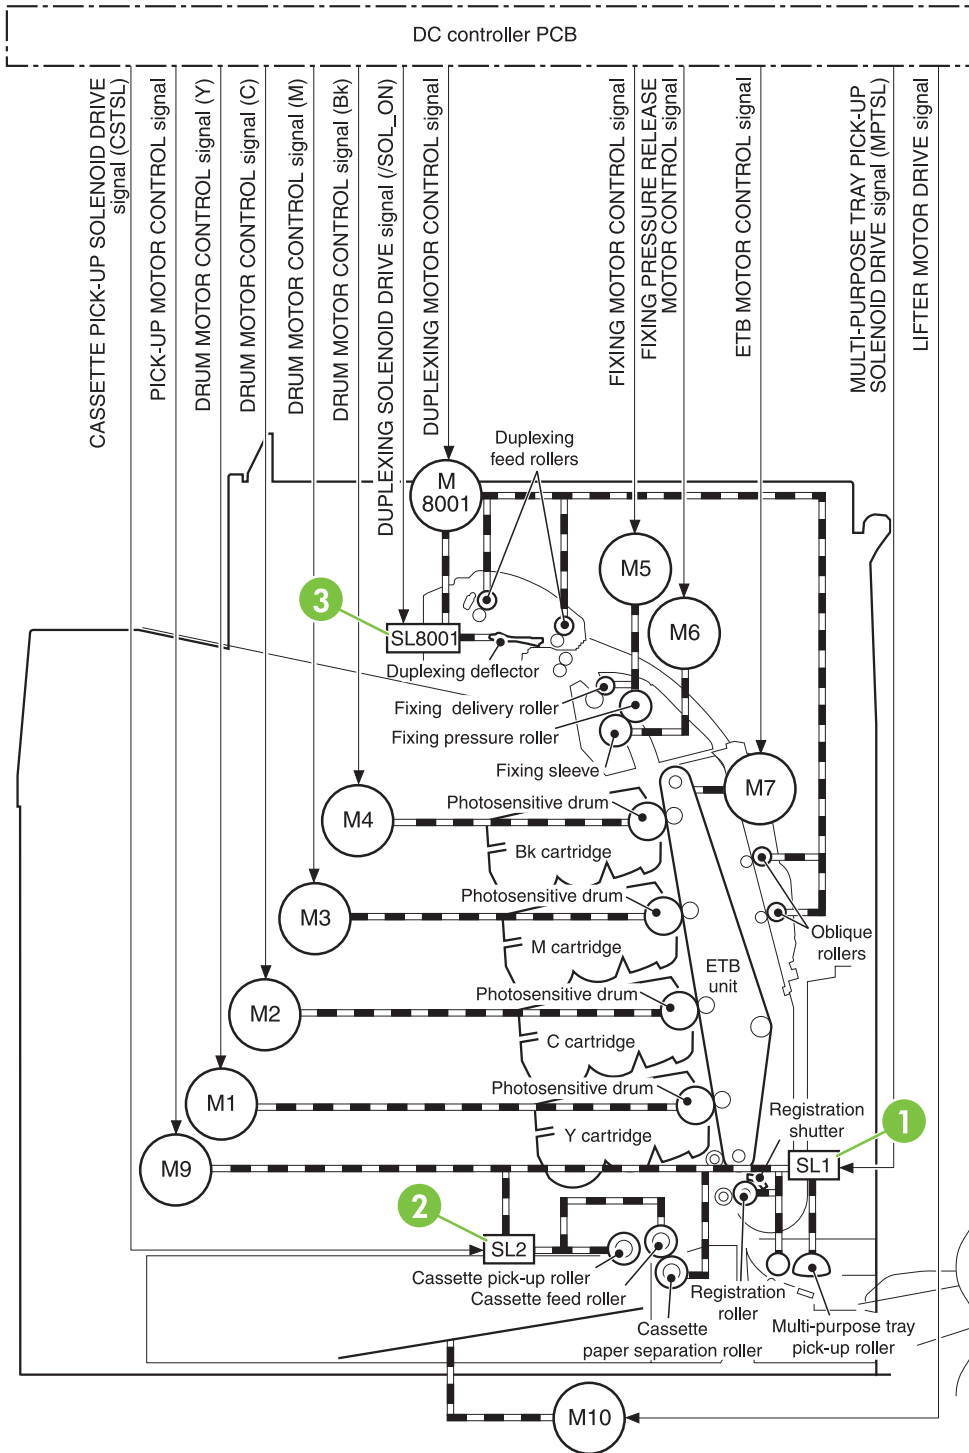 DC controller PCB
CASSETTE PICK-UP SOLENOID DRIVE
signal (CSTSL)
PICK-UP MOTOR CONTROL signal
DRUM MOTOR CONTROL signal (Y)
DRUM MOTOR CONTROL signal (C)
DRUM MOTOR CONTROL signal (M)
DRUM MOTOR CONTROL signal (Bk)
DUPLEXING SOLENOID DRIVE signal (/SOL_ON)
DUPLEXING MOTOR CONTROL signal
FIXING MOTOR CONTROL signal
FIXING PRESSURE RELEASE
MOTOR CONTROL signal
ETB MOTOR CONTROL signal
MULTI-PURPOSE TRAY PICK-UP
SOLENOID DRIVE signal (MPTSL)
LIFTER MOTOR DRIVE signal
Duplexing
feed rollers
M
8001
M5
3
M6
SL8001
Duplexing deflector
Fixing delivery roller
Fixing pressure roller
Fixing sleeve
M7
Photosensitive drum
M4
Bk cartridge
Photosensitive drum
M3
M cartridge
Oblique
rollers
ETB
unit
Photosensitive drum
M2
C cartridge
Photosensitive drum
M1
Y cartridge
Registration
shutter
1
M9
SL1
2
SL2
Cassette pick-up roller
Cassette feed roller
Registration
roller
Cassette
paper separation roller
Multi-purpose tray
pick-up roller
M10